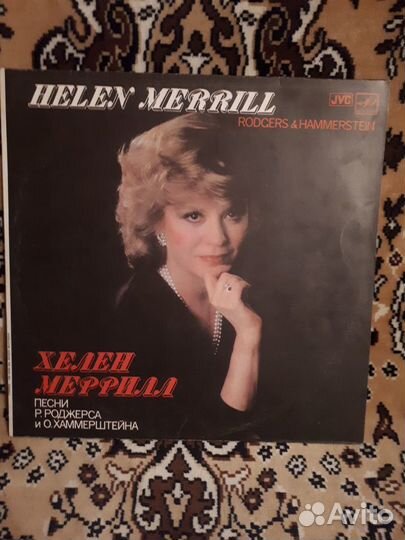 HELEN MERRILL
JVC
RODGERS & HAMMERSTEIN
ХЕЛЕН
МЕРРИЛЛ
ПЕСНИ
Р. РОДЖЕРСА
и О. ХАММЕРШТЕЙНА
Avito